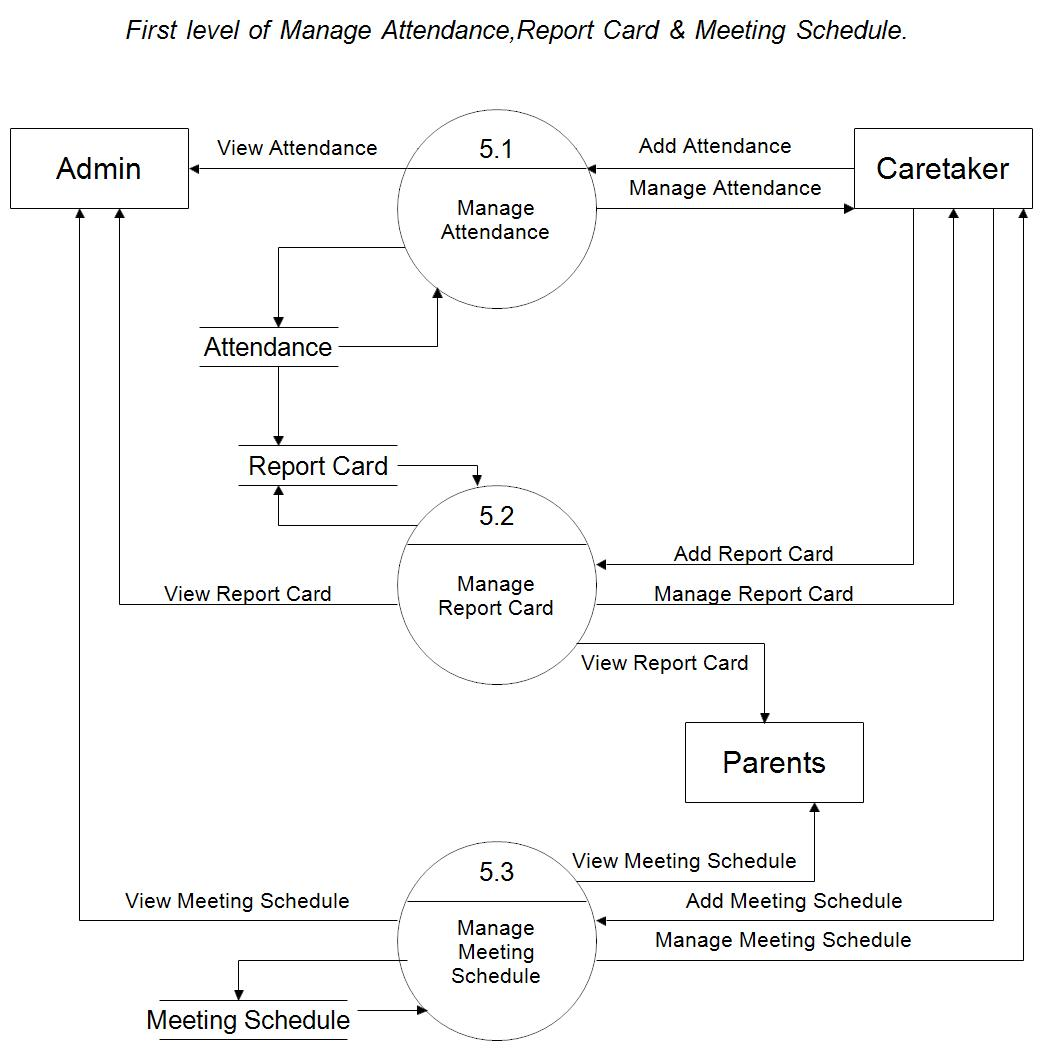 First level of Manage Attendance,Report Card & Meeting Schedule.
Admin
View Attendance
5.1
Manage
Attendance
Add Attendance
Manage Attendance
Caretaker
Attendance
Report Card
5.2
Manage
Report Card
View Report Card
Add Report Card
Manage Report Card
View Report Card
Parents
5.3
Manage
Meeting
Schedule
View Meeting Schedule
View Meeting Schedule
Add Meeting Schedule
Manage Meeting Schedule
Meeting Schedule